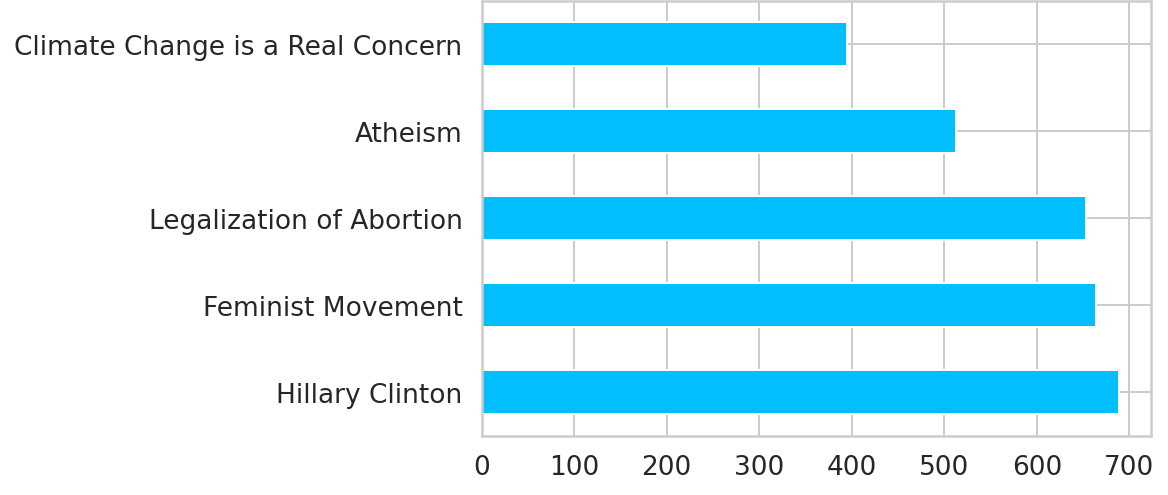 Climate Change is a Real Concern
Atheism
Legalization of Abortion
Feminist Movement
Hillary Clinton
0 100 200 300 400 500 600 700